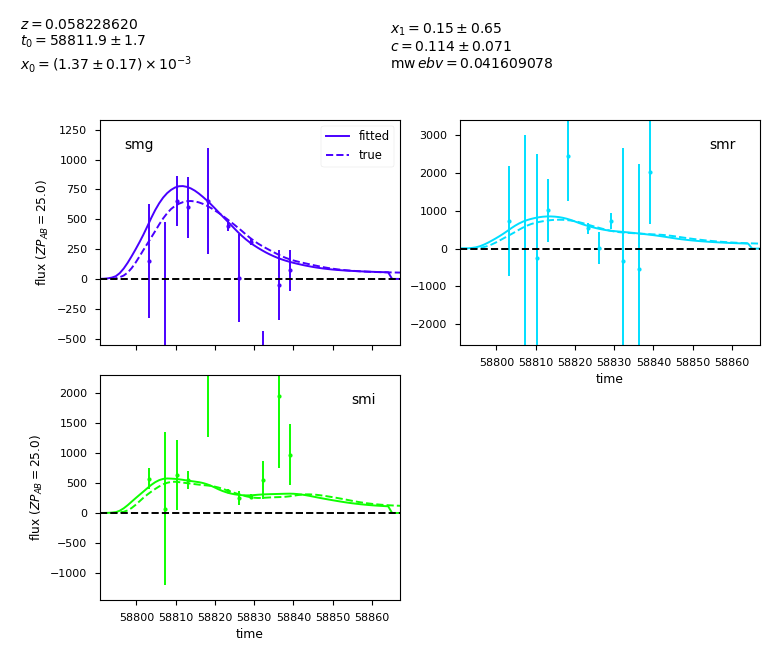 z = 0.058228620
t₀ = 58811.9 ± 1.7
x₀ = (1.37 ± 0.17) × 10⁻³
x₁ = 0.15 ± 0.65
c = 0.114 ± 0.071
mw ebv = 0.041609078
smg
fitted
true
1250
1000
750
500
250
0
−250
−500
flux (ZP_AB = 25.0)
smr
3000
2000
1000
0
−1000
−2000
58800 58810 58820 58830 58840 58850 58860
time
smi
2000
1500
1000
500
0
−500
−1000
flux (ZP_AB = 25.0)
58800 58810 58820 58830 58840 58850 58860
time